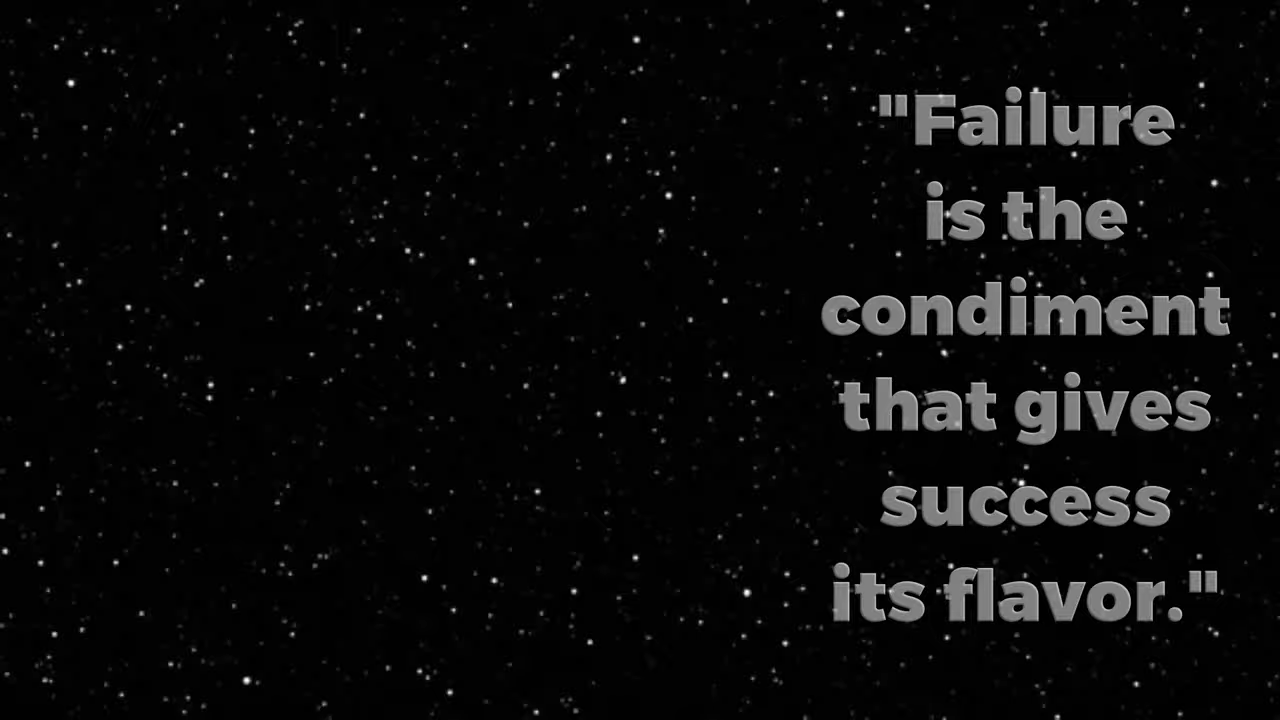 "Failure
is the
condiment
that gives
success
its flavor."